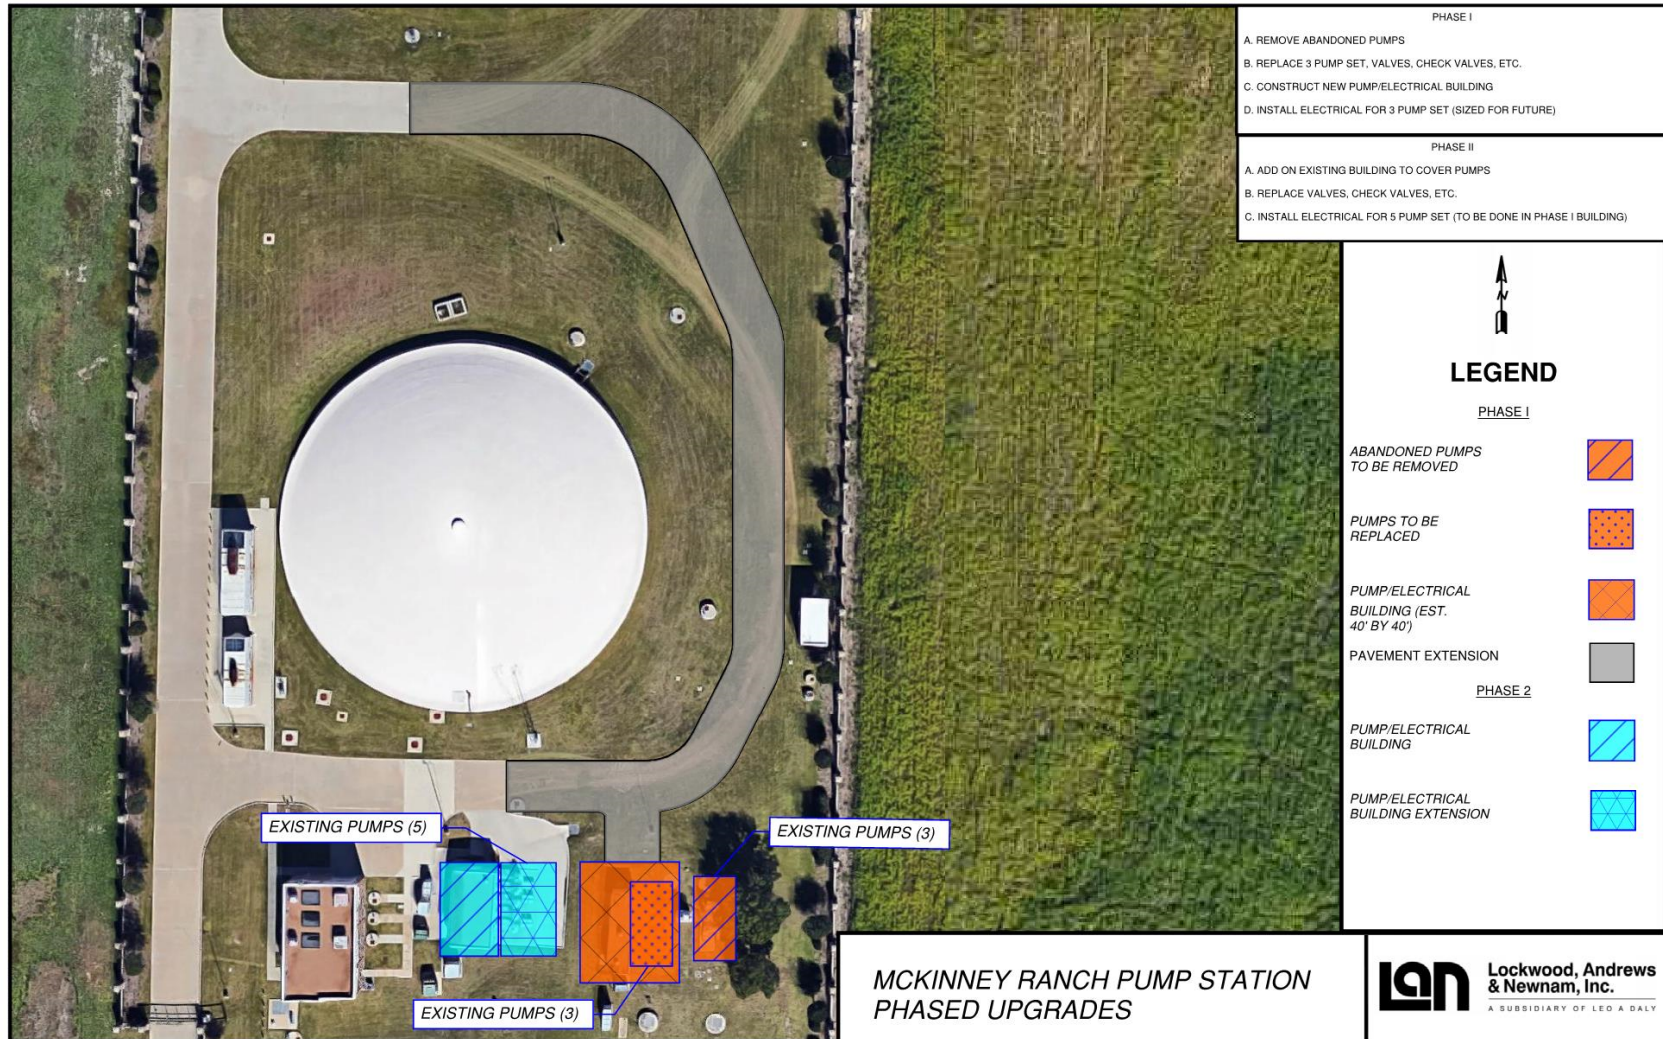 PHASE I
A. REMOVE ABANDONED PUMPS
B. REPLACE 3 PUMP SET, VALVES, CHECK VALVES, ETC.
C. CONSTRUCT NEW PUMP/ELECTRICAL BUILDING
D. INSTALL ELECTRICAL FOR 3 PUMP SET (SIZED FOR FUTURE)
PHASE II
A. ADD ON EXISTING BUILDING TO COVER PUMPS
B. REPLACE VALVES, CHECK VALVES, ETC.
C. INSTALL ELECTRICAL FOR 5 PUMP SET (TO BE DONE IN PHASE I BUILDING)
N
LEGEND
PHASE I
ABANDONED PUMPS
TO BE REMOVED
PUMPS TO BE
REPLACED
PUMP/ELECTRICAL
BUILDING (EST.
40' BY 40')
PAVEMENT EXTENSION
PHASE 2
PUMP/ELECTRICAL
BUILDING
PUMP/ELECTRICAL
BUILDING EXTENSION
EXISTING PUMPS (5)
EXISTING PUMPS (3)
EXISTING PUMPS (3)
MCKINNEY RANCH PUMP STATION
PHASED UPGRADES
Lan
Lockwood, Andrews
& Newnam, Inc.
A SUBSIDIARY OF LEO A DALY